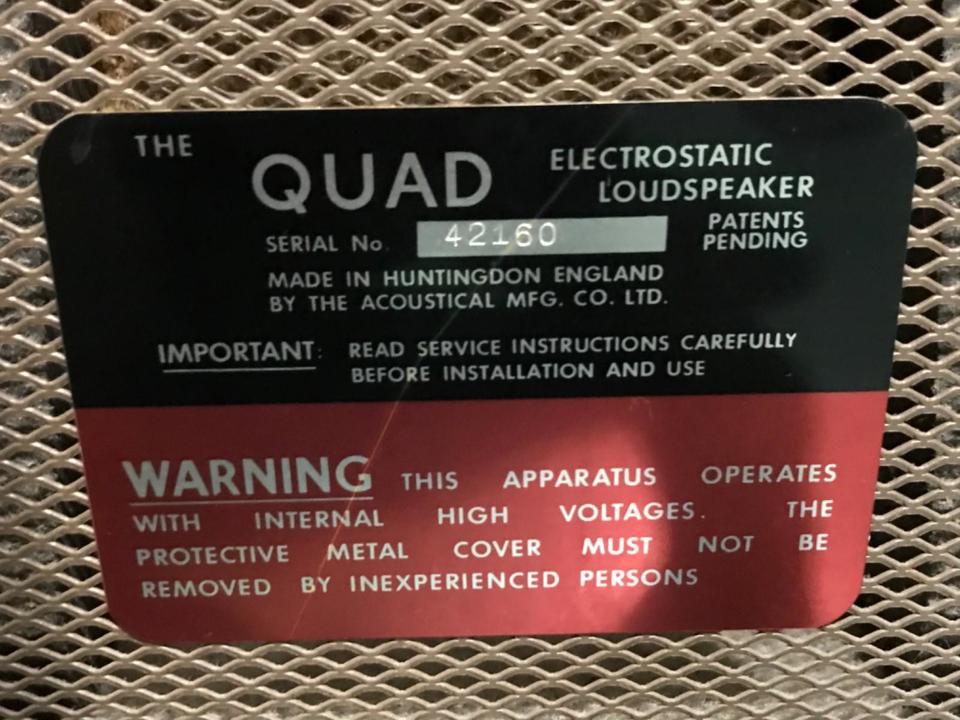 THE
QUAD ELECTROSTATIC
LOUDSPEAKER
SERIAL No. 42160 PATENTS
PENDING
MADE IN HUNTINGDON ENGLAND
BY THE ACOUSTICAL MFG. CO. LTD.
IMPORTANT: READ SERVICE INSTRUCTIONS CAREFULLY
BEFORE INSTALLATION AND USE
WARNING THIS APPARATUS OPERATES
WITH INTERNAL HIGH VOLTAGES. THE
PROTECTIVE METAL COVER MUST NOT BE
REMOVED BY INEXPERIENCED PERSONS